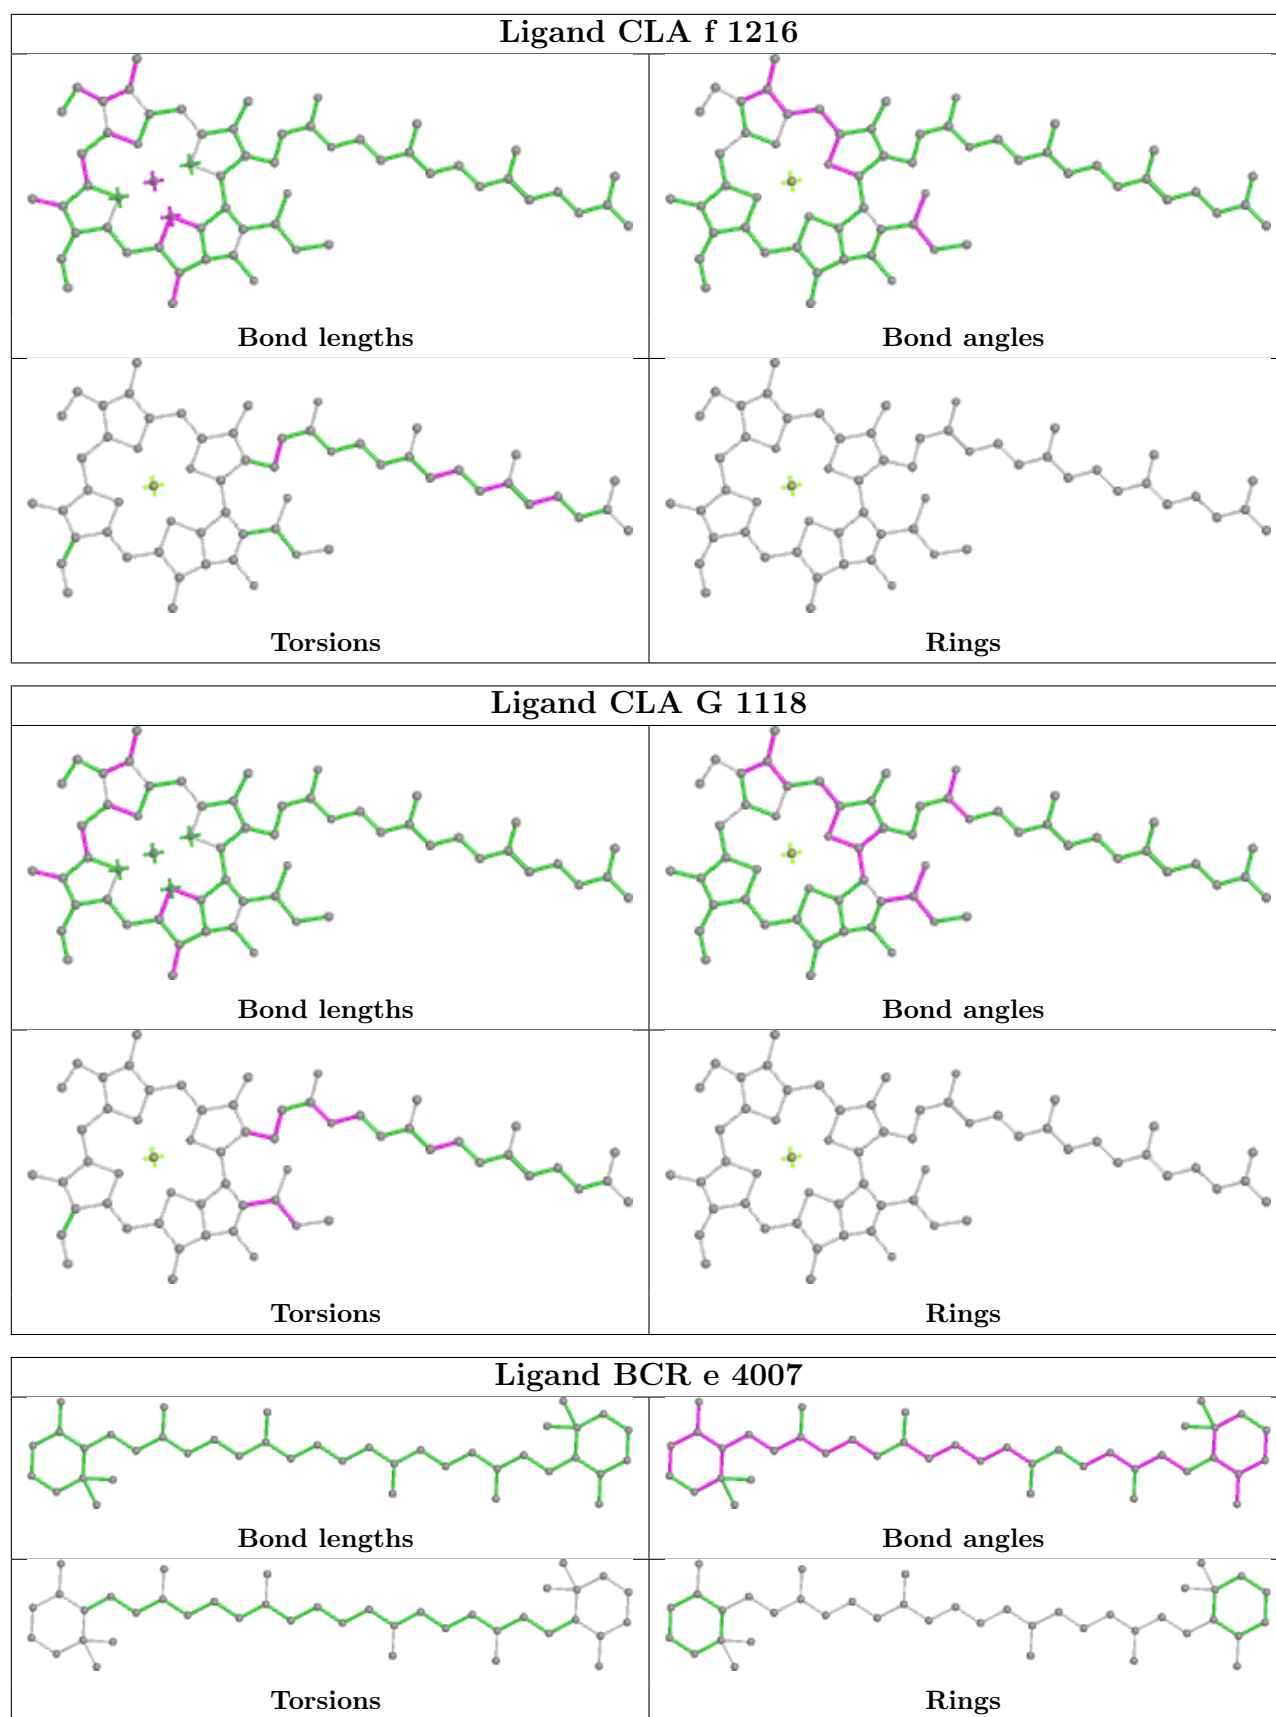 Ligand CLA f 1216
Bond lengths
Bond angles
Torsions
Rings
Ligand CLA G 1118
Bond lengths
Bond angles
Torsions
Rings
Ligand BCR e 4007
Bond lengths
Bond angles
Torsions
Rings